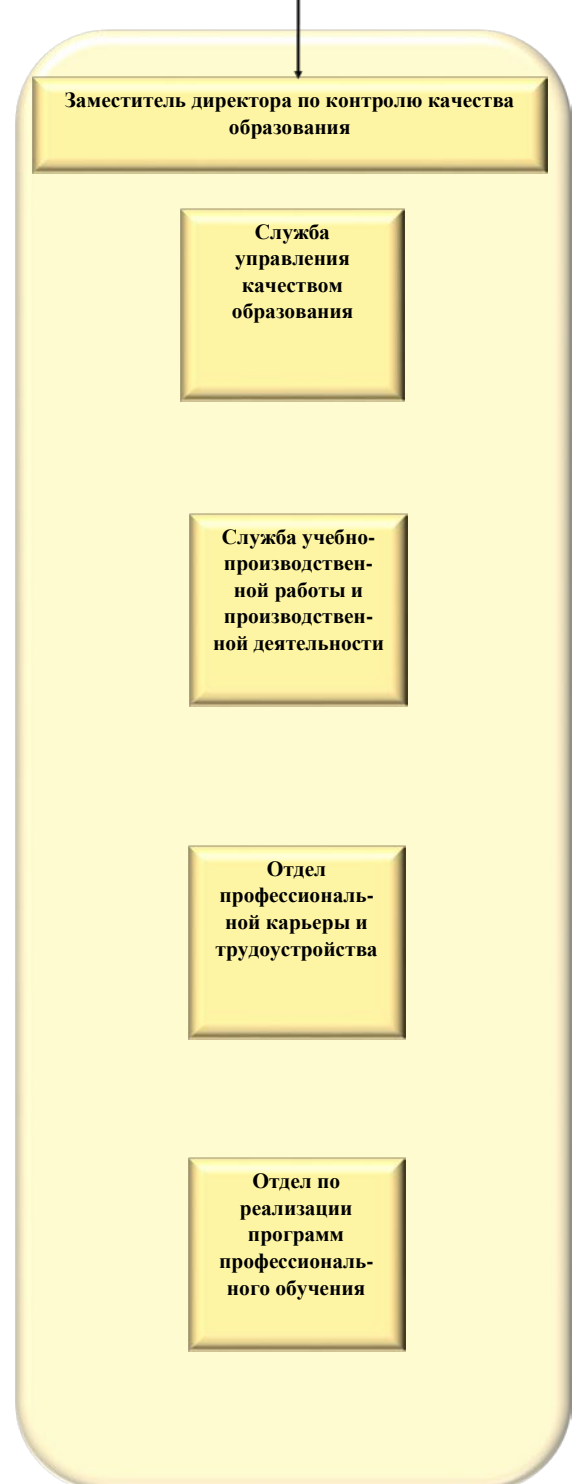 Заместитель директора по контролю качества
образования
Служба
управления
качеством
образования
Служба учебно-
производствен-
ной работы и
производствен-
ной деятельности
Отдел
профессиональ-
ной карьеры и
трудоустройства
Отдел по
реализации
программ
профессиональ-
ного обучения